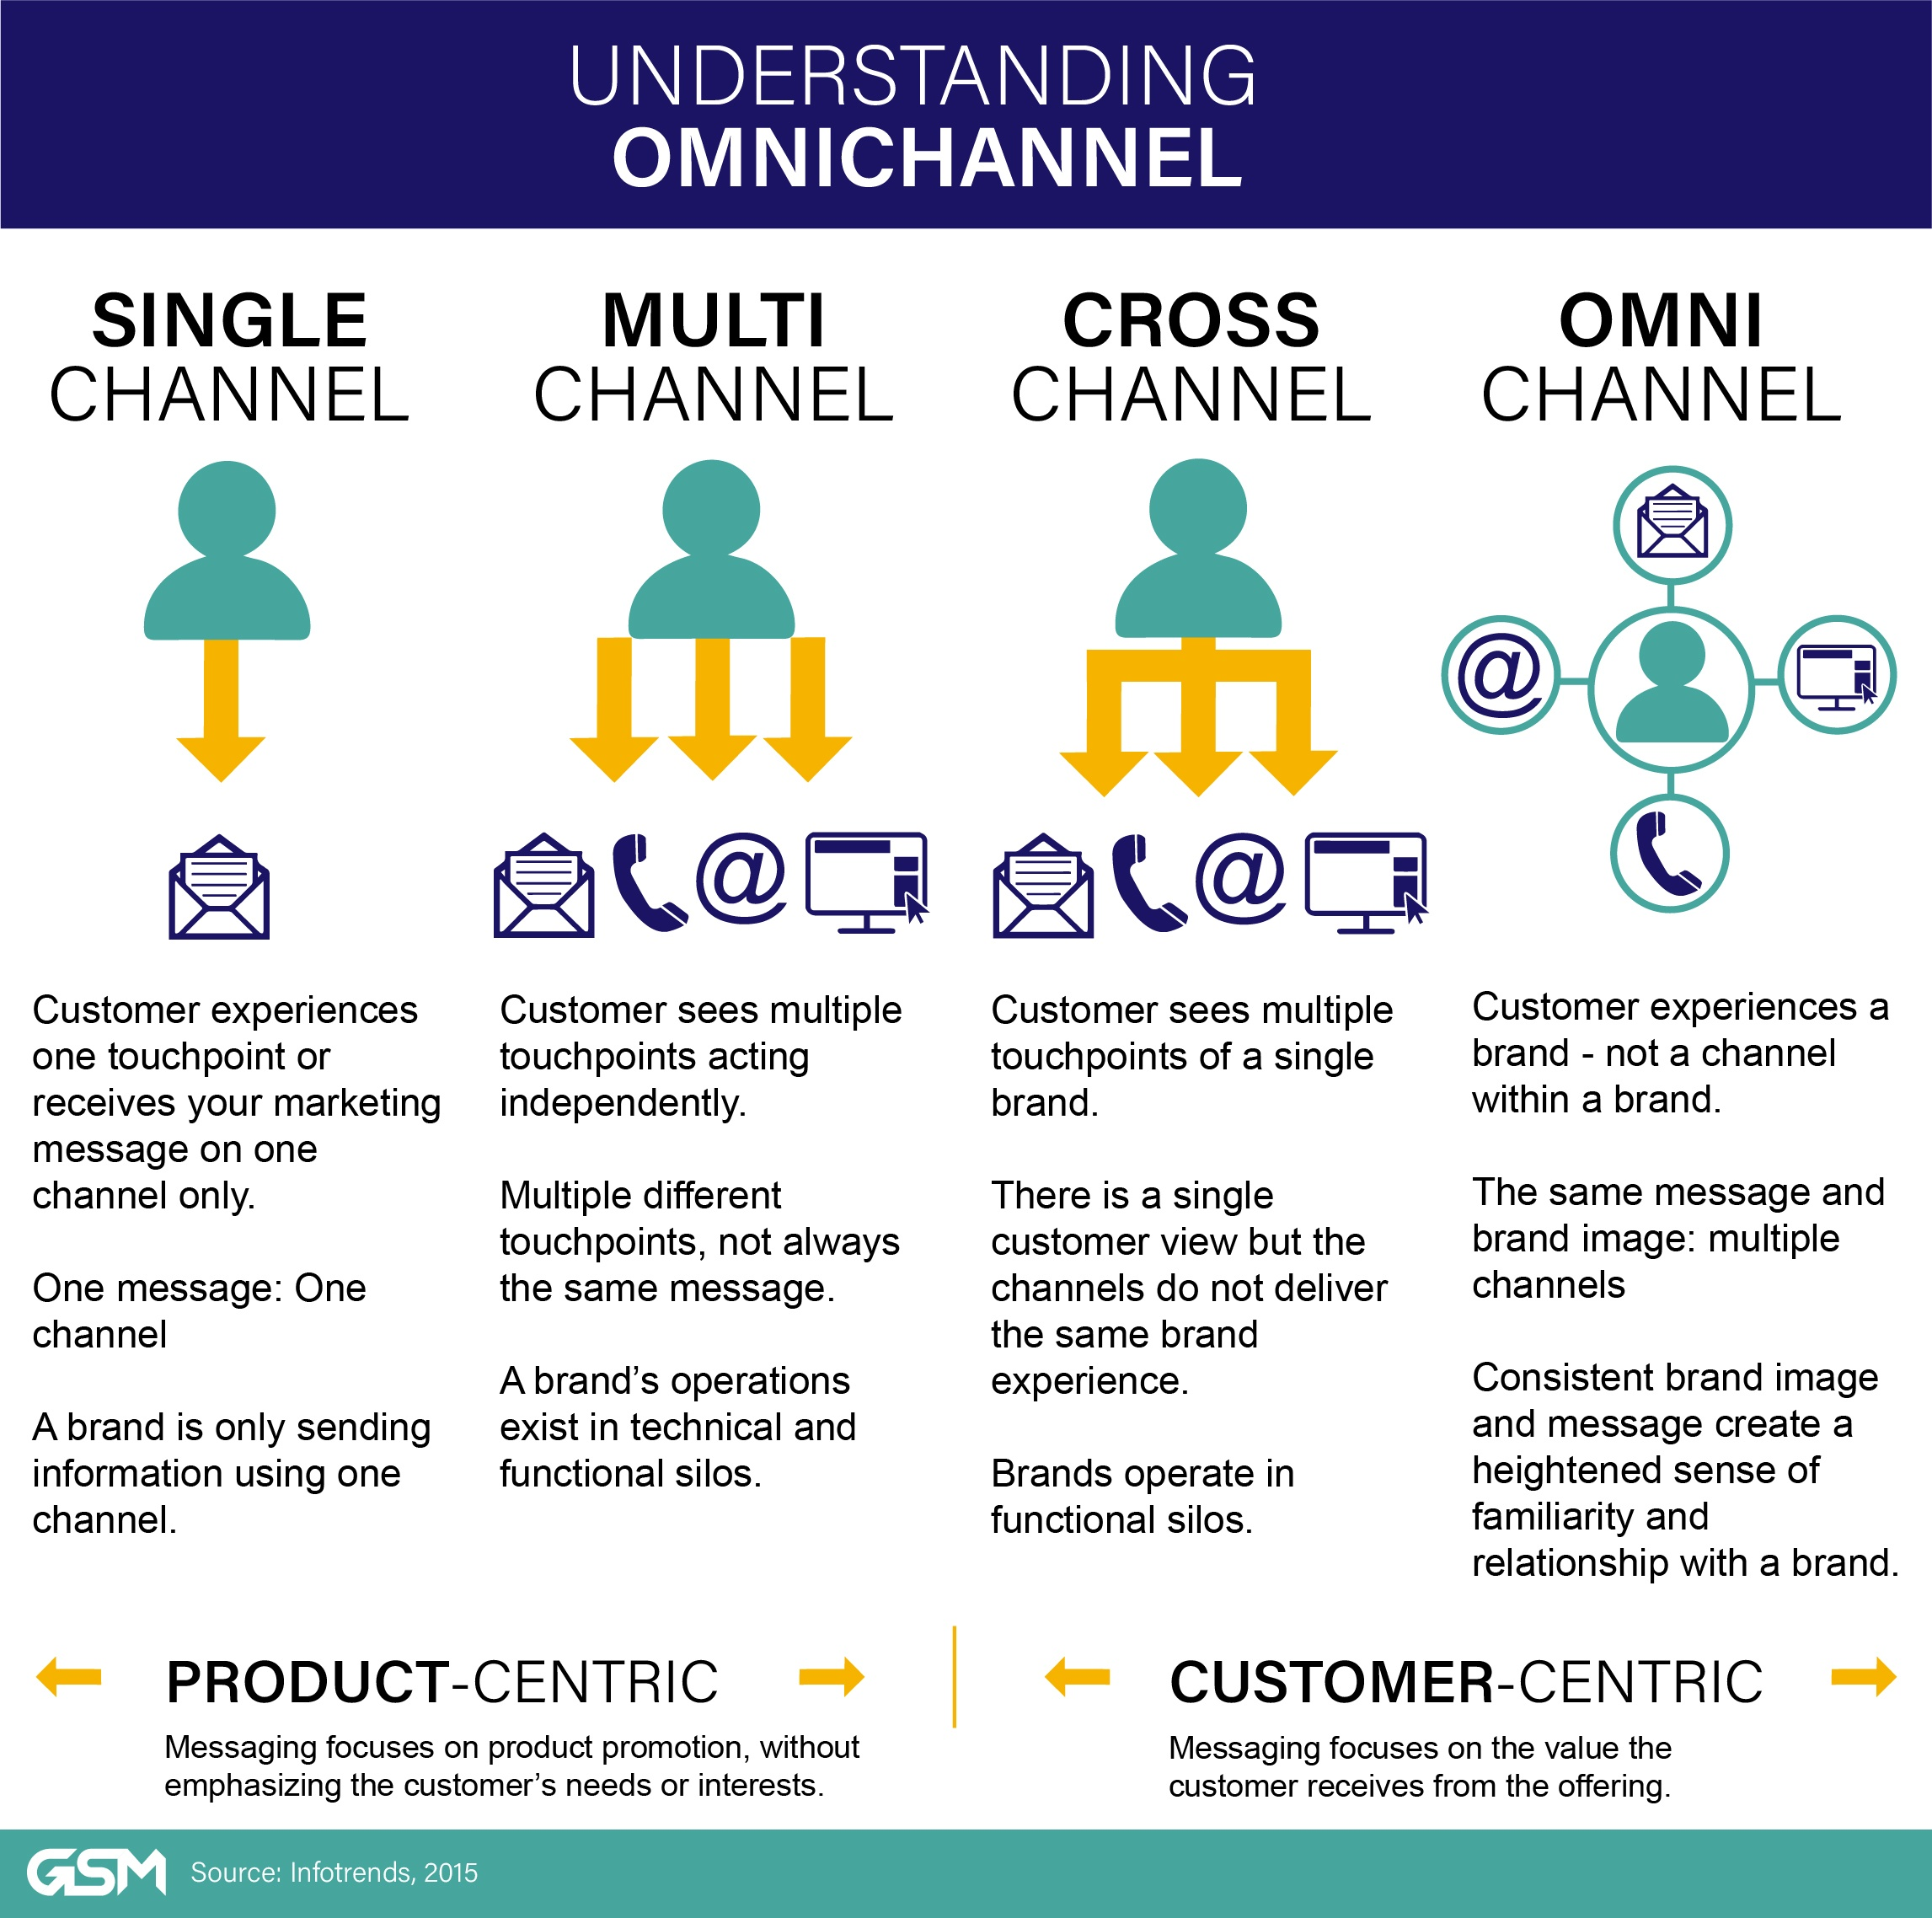 UNDERSTANDING
OMNICHANNEL
SINGLE
CHANNEL
Customer experiences
one touchpoint or
receives your marketing
message on one
channel only.
One message: One
channel
A brand is only sending
information using one
channel.
MULTI
CHANNEL
@
Customer sees multiple
touchpoints acting
independently.
Multiple different
touchpoints, not always
the same message.
A brand’s operations
exist in technical and
functional silos.
CROSS
CHANNEL
@
Customer sees multiple
touchpoints of a single
brand.
There is a single
customer view but the
channels do not deliver
the same brand
experience.
Brands operate in
functional silos.
OMNI
CHANNEL
@
Customer experiences a
brand - not a channel
within a brand.
The same message and
brand image: multiple
channels
Consistent brand image
and message create a
heightened sense of
familiarity and
relationship with a brand.
PRODUCT-CENTRIC
Messaging focuses on product promotion, without
emphasizing the customer’s needs or interests.
CUSTOMER-CENTRIC
Messaging focuses on the value the
customer receives from the offering.
GSM
Source: Infotrends, 2015